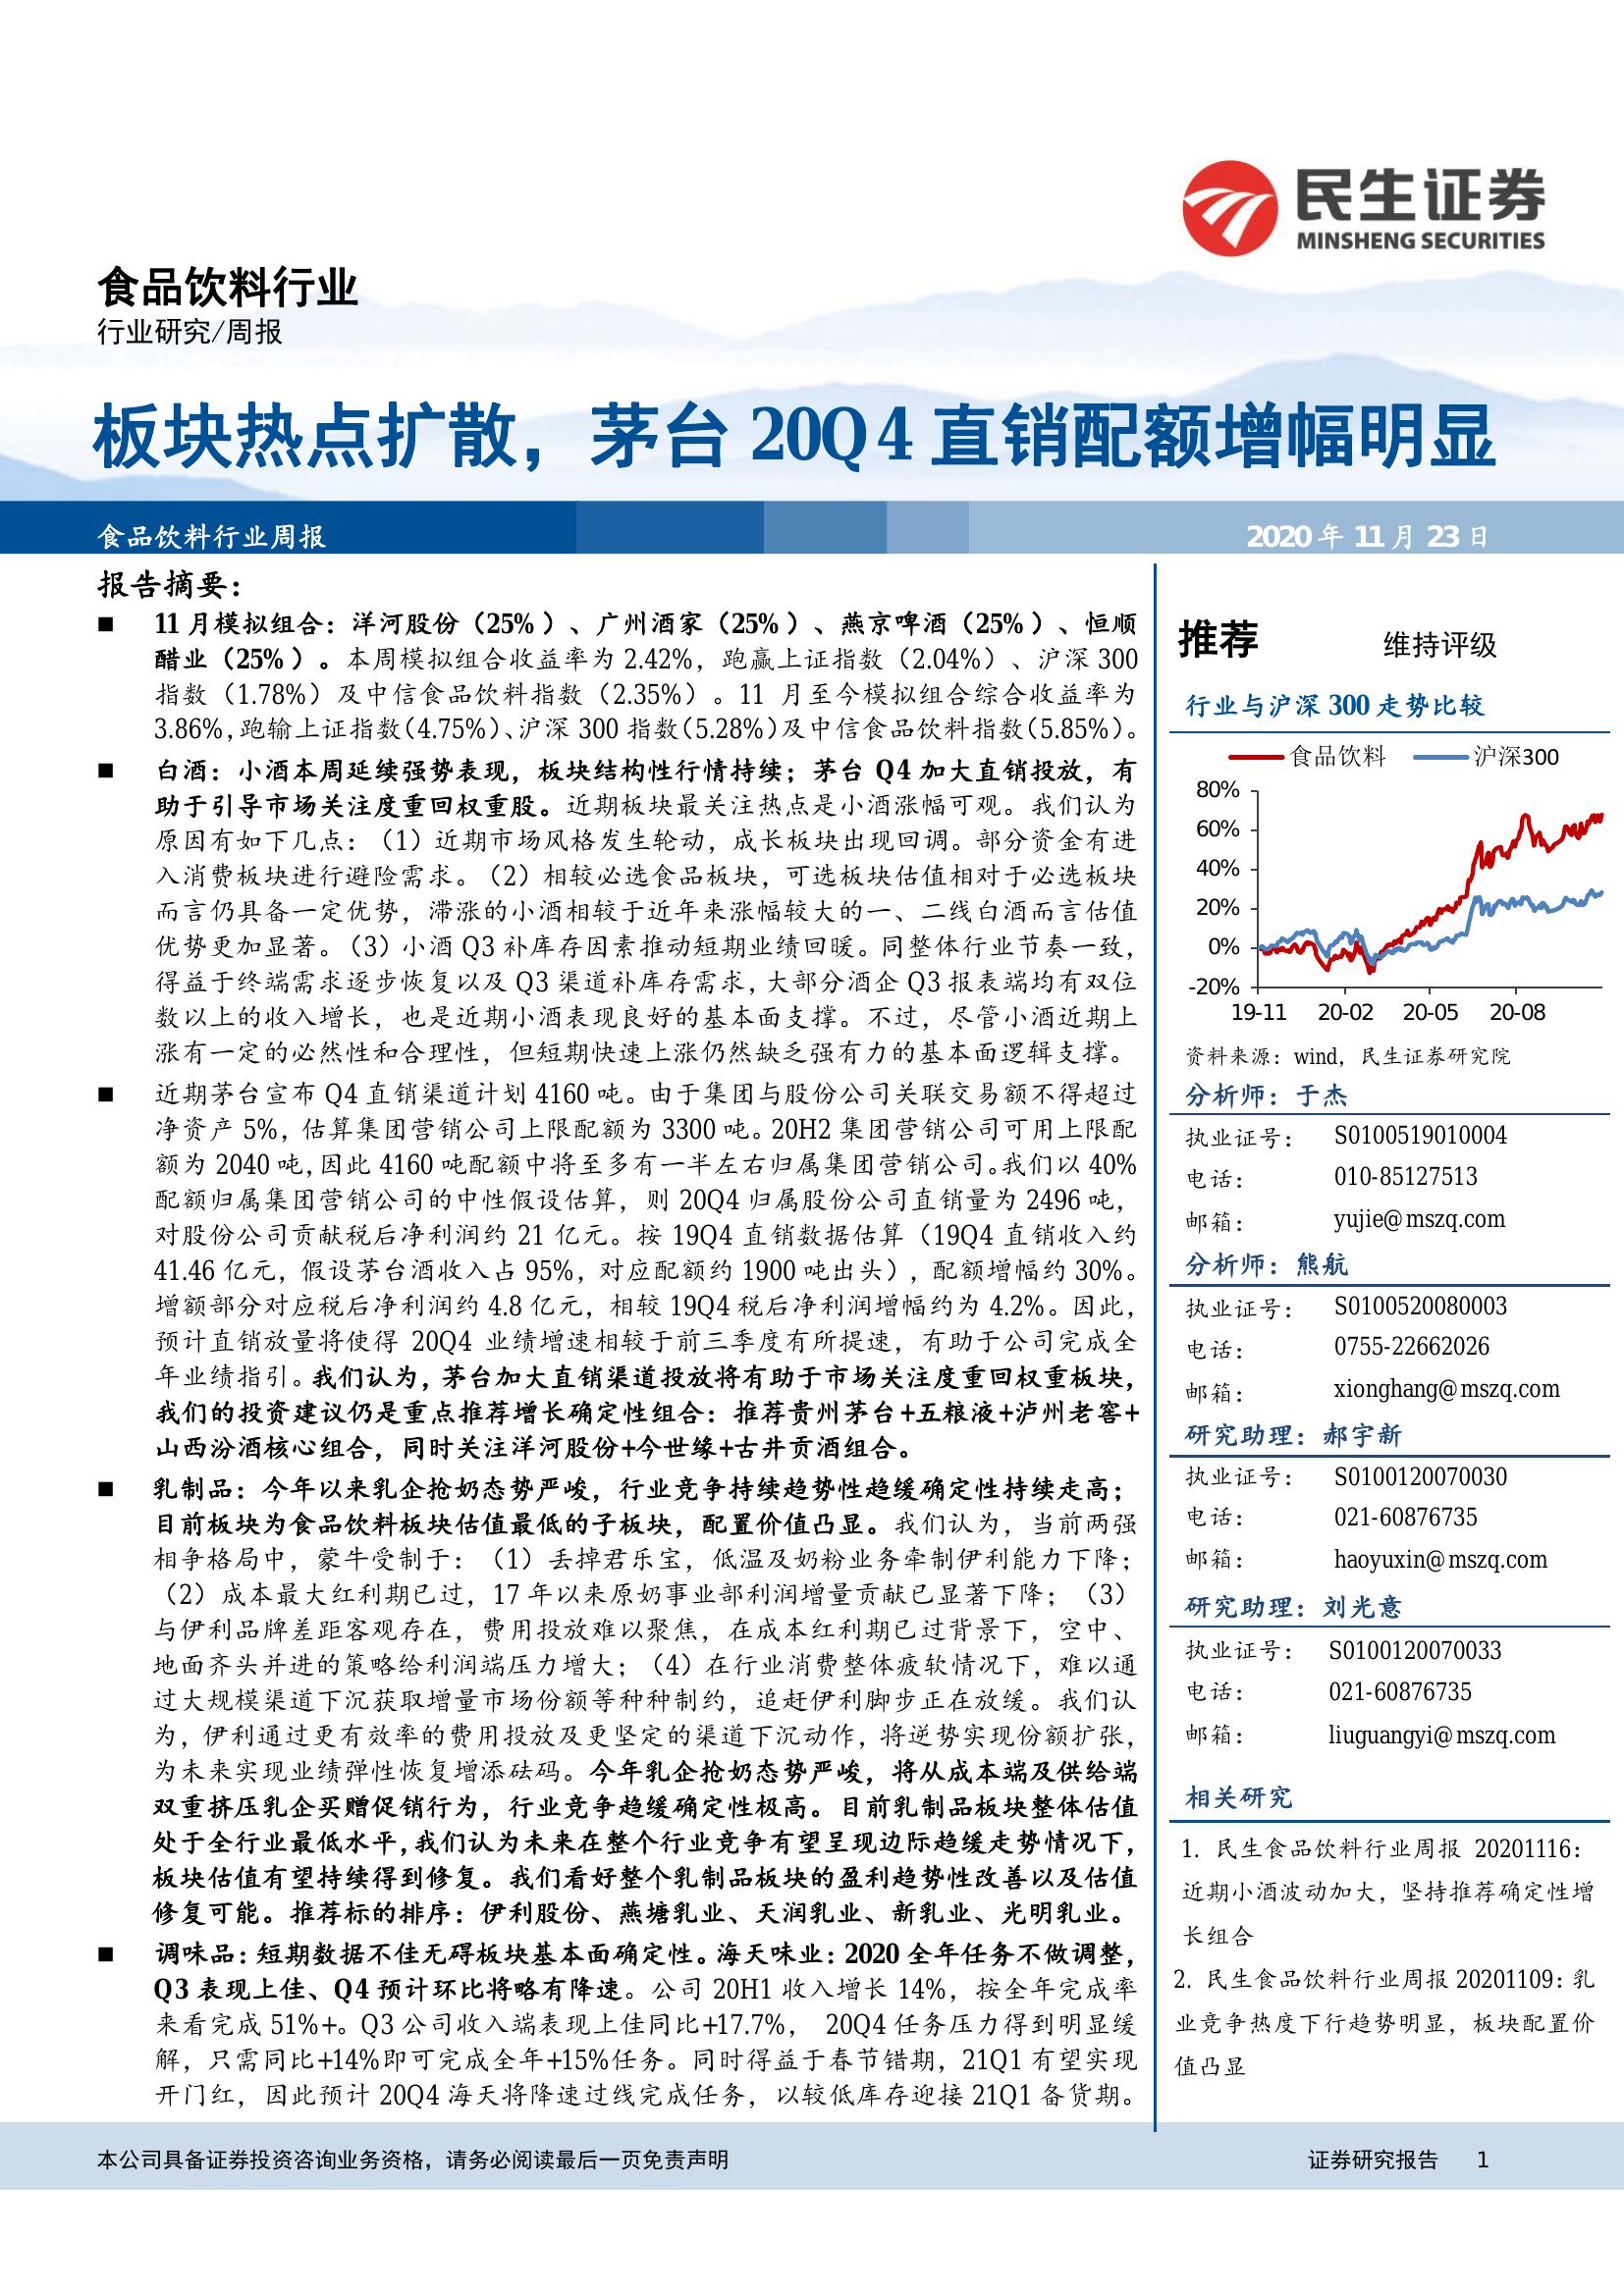 民生证券
MINSHENG SECURITIES
食品饮料行业
行业研究/周报
板块热点扩散，茅台 20Q4 直销配额增幅明显
食品饮料行业周报
2020 年 11 月 23 日
报告摘要：
■ 11 月模拟组合：洋河股份（25%）、广州酒家（25%）、燕京啤酒（25%）、恒顺
醋业（25%）。本周模拟组合收益率为 2.42%，跑赢上证指数（2.04%）、沪深 300
指数（1.78%）及中信食品饮料指数（2.35%）。11 月至今模拟组合综合收益率为
3.86%，跑输上证指数（4.75%）、沪深 300 指数（5.28%）及中信食品饮料指数（5.85%）。
■ 白酒：小酒本周延续强势表现，板块结构性行情持续；茅台 Q4 加大直销投放，有
助于引导市场关注度重回权重股。近期板块最关注热点是小酒涨幅可观。我们认为
原因有如下几点：（1）近期市场风格发生轮动，成长板块出现回调。部分资金有进
入消费板块进行避险需求。（2）相较必选食品板块，可选板块估值相对于必选板块
而言仍具备一定优势，滞涨的小酒相较于近年来涨幅较大的一、二线白酒而言估值
优势更加显著。（3）小酒 Q3 补库存因素推动短期业绩回暖。同整体行业节奏一致，
得益于终端需求逐步恢复以及 Q3 渠道补库存需求，大部分酒企 Q3 报表端均有双位
数以上的收入增长，也是近期小酒表现良好的基本面支撑。不过，尽管小酒近期上
涨有一定的必然性和合理性，但短期快速上涨仍然缺乏强有力的基本面逻辑支撑。
■ 近期茅台宣布 Q4 直销渠道计划 4160 吨。由于集团与股份公司关联交易额不得超过
净资产 5%，估算集团营销公司上限配额为 3300 吨。20H2 集团营销公司可用上限配
额为 2040 吨，因此 4160 吨配额中将至多有一半左右归属集团营销公司。我们以 40%
配额归属集团营销公司的中性假设估算，则 20Q4 归属股份公司直销量为 2496 吨，
对股份公司贡献税后净利润约 21 亿元。按 19Q4 直销数据估算（19Q4 直销收入约
41.46 亿元，假设茅台酒收入占 95%，对应配额约 1900 吨出头），配额增幅约 30%。
增额部分对应税后净利润约 4.8 亿元，相较 19Q4 税后净利润增幅约为 4.2%。因此，
预计直销放量将使得 20Q4 业绩增速相较于前三季度有所提速，有助于公司完成全
年业绩指引。我们认为，茅台加大直销渠道投放将有助于市场关注度重回权重板块，
我们的投资建议仍是重点推荐增长确定性组合：推荐贵州茅台+五粮液+泸州老窖+
山西汾酒核心组合，同时关注洋河股份+今世缘+古井贡酒组合。
■ 乳制品：今年以来乳企抢奶态势严峻，行业竞争持续趋势性趋缓确定性持续走高；
目前板块为食品饮料板块估值最低的子板块，配置价值凸显。我们认为，当前两强
相争格局中，蒙牛受制于：（1）丢掉君乐宝，低温及奶粉业务牵制伊利能力下降；
（2）成本最大红利期已过，17 年以来原奶事业部利润增量贡献已显著下降；（3）
与伊利品牌差距客观存在，费用投放难以聚焦，在成本红利期已过背景下，空中、
地面齐头并进的策略给利润端压力增大；（4）在行业消费整体疲软情况下，难以通
过大规模渠道下沉获取增量市场份额等种种制约，追赶伊利脚步正在放缓。我们认
为，伊利通过更有效率的费用投放及更坚定的渠道下沉动作，将逆势实现份额扩张，
为未来实现业绩弹性恢复增添砝码。今年乳企抢奶态势严峻，将从成本端及供给端
双重挤压乳企买赠促销行为，行业竞争趋缓确定性极高。目前乳制品板块整体估值
处于全行业最低水平，我们认为未来在整个行业竞争有望呈现边际趋缓走势情况下，
板块估值有望持续得到修复。我们看好整个乳制品板块的盈利趋势性改善以及估值
修复可能。推荐标的排序：伊利股份、燕塘乳业、天润乳业、新乳业、光明乳业。
■ 调味品：短期数据不佳无碍板块基本面确定性。海天味业：2020 全年任务不做调整，
Q3 表现上佳、Q4 预计环比将略有降速。公司 20H1 收入增长 14%，按全年完成率
来看完成 51%+。Q3 公司收入端表现上佳同比+17.7%， 20Q4 任务压力得到明显缓
解，只需同比+14%即可完成全年+15%任务。同时得益于春节错期，21Q1 有望实现
开门红，因此预计 20Q4 海天将降速过线完成任务，以较低库存迎接 21Q1 备货期。
推荐 维持评级
行业与沪深 300 走势比较
食品饮料 沪深300
80%
60%
40%
20%
0%
-20%
19-11 20-02 20-05 20-08
资料来源：wind，民生证券研究院
分析师：于杰
执业证号： S0100519010004
电话： 010-85127513
邮箱： yujie@mszq.com
分析师：熊航
执业证号： S0100520080003
电话： 0755-22662026
邮箱： xionghang@mszq.com
研究助理：郝宇新
执业证号： S0100120070030
电话： 021-60876735
邮箱： haoyuxin@mszq.com
研究助理：刘光意
执业证号： S0100120070033
电话： 021-60876735
邮箱： liuguangyi@mszq.com
相关研究
1. 民生食品饮料行业周报 20201116：
近期小酒波动加大，坚持推荐确定性增
长组合
2. 民生食品饮料行业周报 20201109：乳
业竞争热度下行趋势明显，板块配置价
值凸显
本公司具备证券投资咨询业务资格，请务必阅读最后一页免责声明
证券研究报告 1